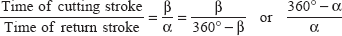 Time of cutting stroke / Time of return stroke = β / α = β / 360° – β or 360° – α / α